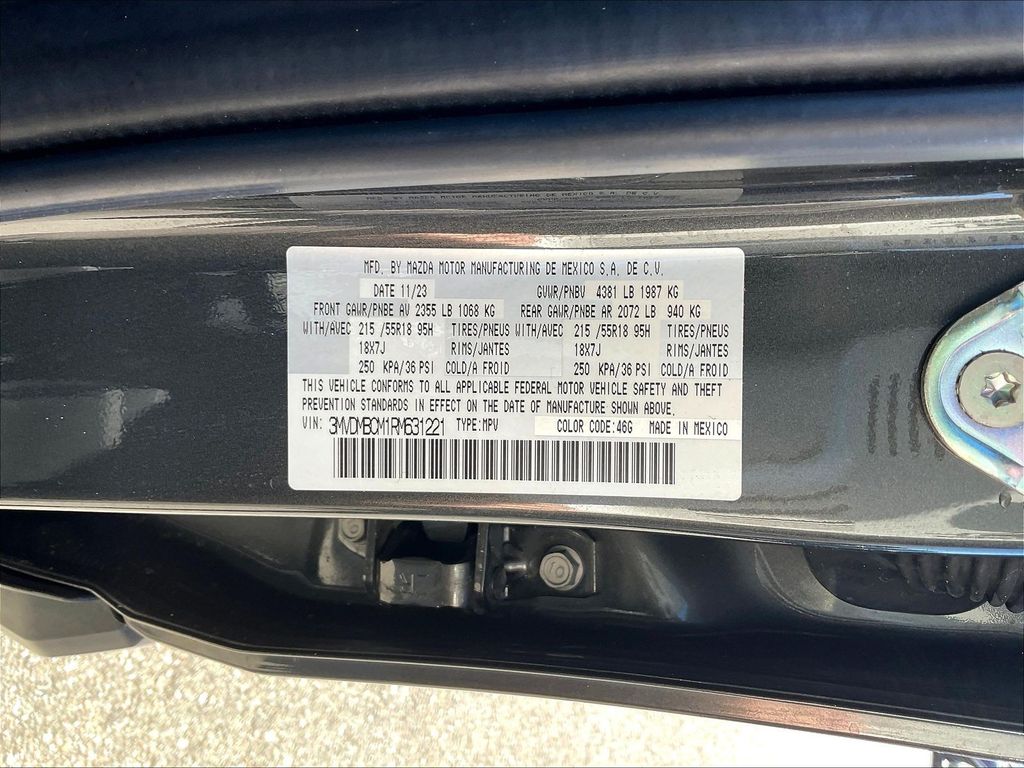 MFD. BY MAZDA MOTOR MANUFACTURING DE MEXICO S.A. DE C.V.
DATE 11/23 GVWR/PNBV 4381 LB 1987 KG
FRONT GAWR/PNBE AV 2355 LB 1068 KG REAR GAWR/PNBE AR 2072 LB 940 KG
WITH/AVEC 215 /55R18 95H TIRES/PNEUS WITH/AVEC 215 /55R18 95H TIRES/PNEUS
18X7J RIMS/JANTES 18X7J RIMS/JANTES
250 KPA/36 PSI COLD/A FROID 250 KPA/36 PSI COLD/A FROID
THIS VEHICLE CONFORMS TO ALL APPLICABLE FEDERAL MOTOR VEHICLE SAFETY AND THEFT
PREVENTION STANDARDS IN EFFECT ON THE DATE OF MANUFACTURE SHOWN ABOVE.
VIN: 3MVDMBCM1RM631221 TYPE:MPV COLOR CODE:46G MADE IN MEXICO